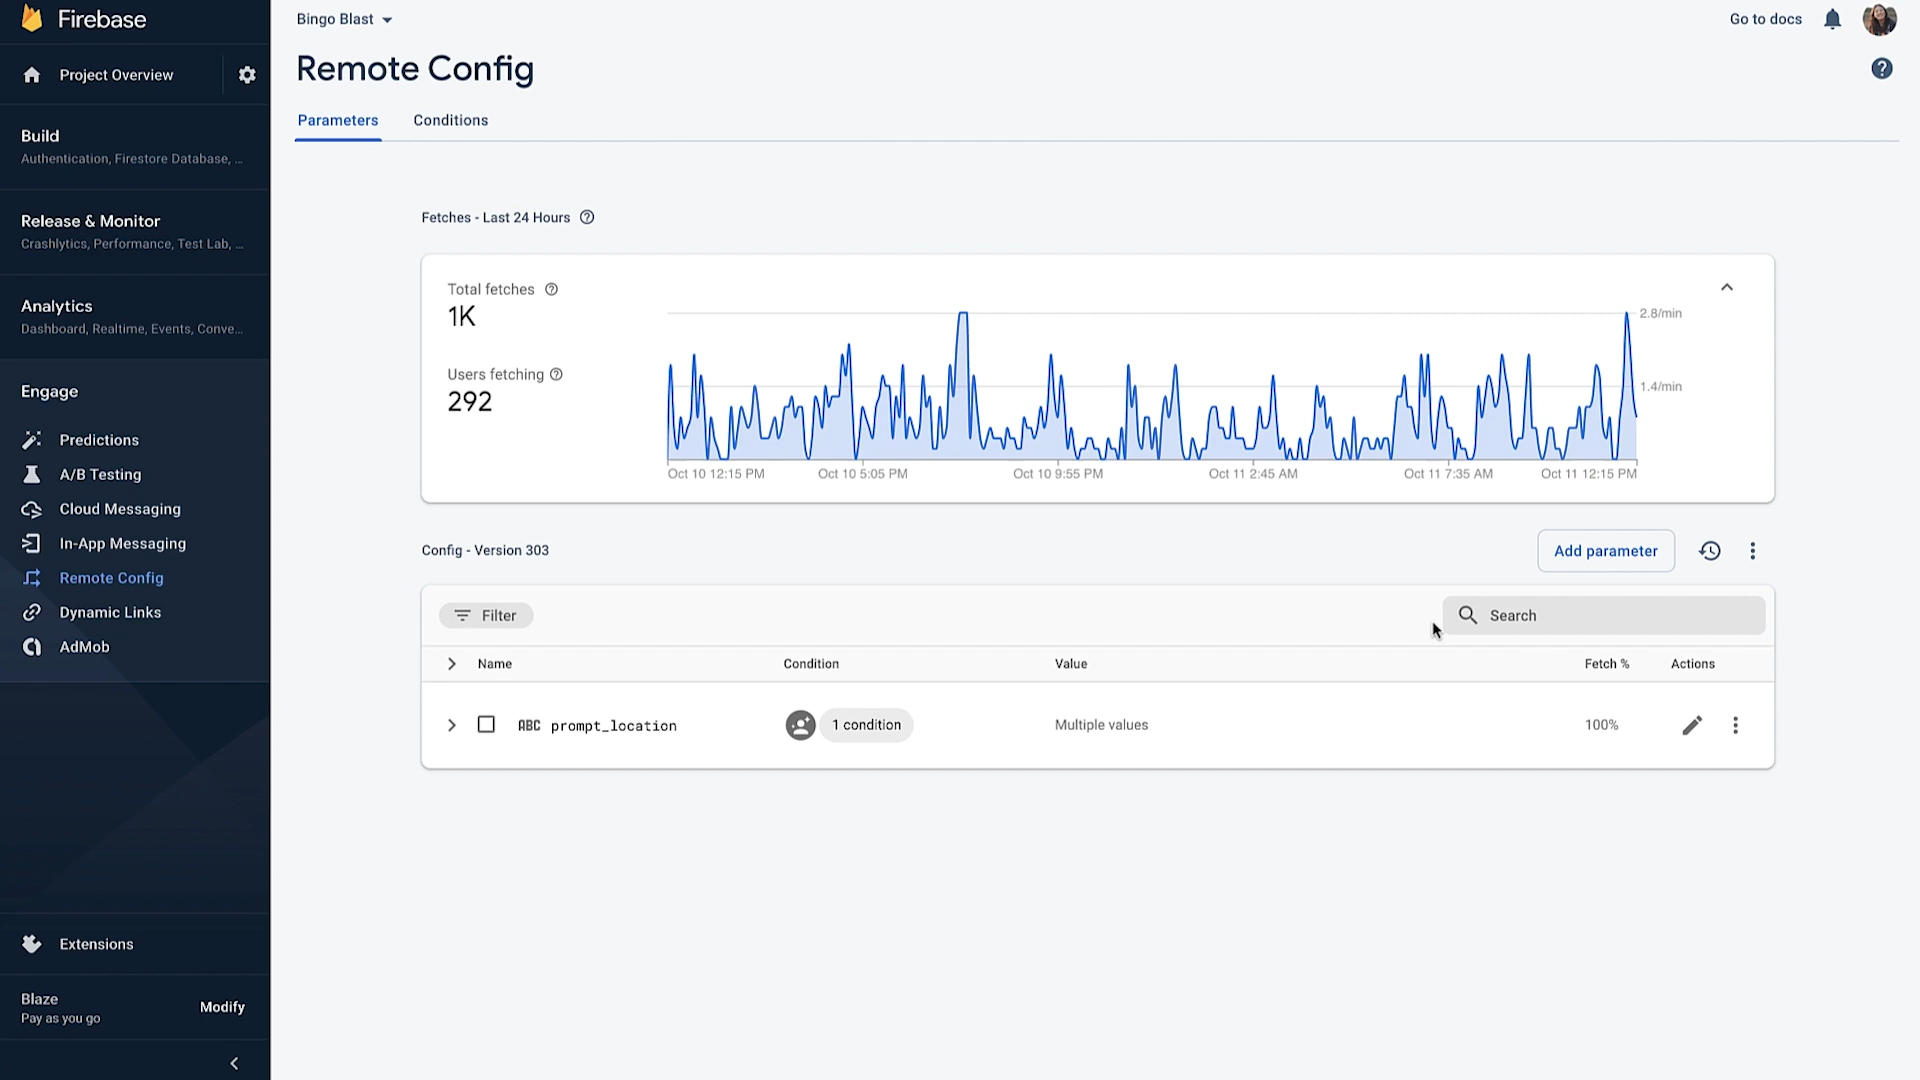 Firebase
Project Overview
Build
Authentication, Firestore Database, ...
Release & Monitor
Crashlytics, Performance, Test Lab, ...
Analytics
Dashboard, Realtime, Events, Conve...
Engage
Predictions
A/B Testing
Cloud Messaging
In-App Messaging
Remote Config
Dynamic Links
AdMob
Extensions
Blaze
Pay as you go
Modify
Bingo Blast
Go to docs
Remote Config
Parameters Conditions
Fetches - Last 24 Hours
Total fetches
1K
Users fetching
292
2.8/min
1.4/min
Oct 10 12:15 PM Oct 10 5:05 PM Oct 10 9:55 PM Oct 11 2:45 AM Oct 11 7:35 AM Oct 11 12:15 PM
Config - Version 303
Add parameter
Filter
Search
Name Condition Value Fetch % Actions
ABC prompt_location 1 condition Multiple values 100%